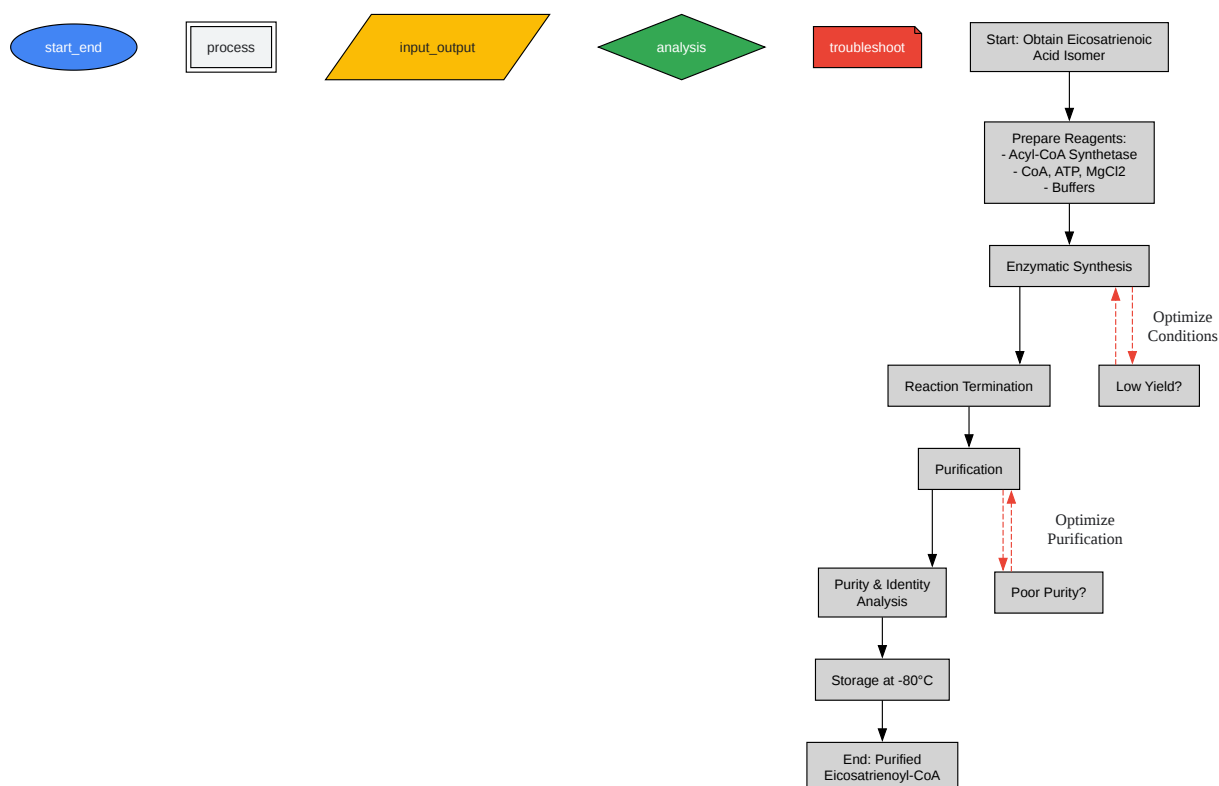 start_end
process
input_output
analysis
troubleshoot
Start: Obtain Eicosatrienoic
Acid Isomer
Prepare Reagents:
- Acyl-CoA Synthetase
- CoA, ATP, MgCl2
- Buffers
Enzymatic Synthesis
Optimize
Conditions
Reaction Termination
Low Yield?
Purification
Optimize
Purification
Purity & Identity
Analysis
Poor Purity?
Storage at -80°C
End: Purified
Eicosatrienoyl-CoA